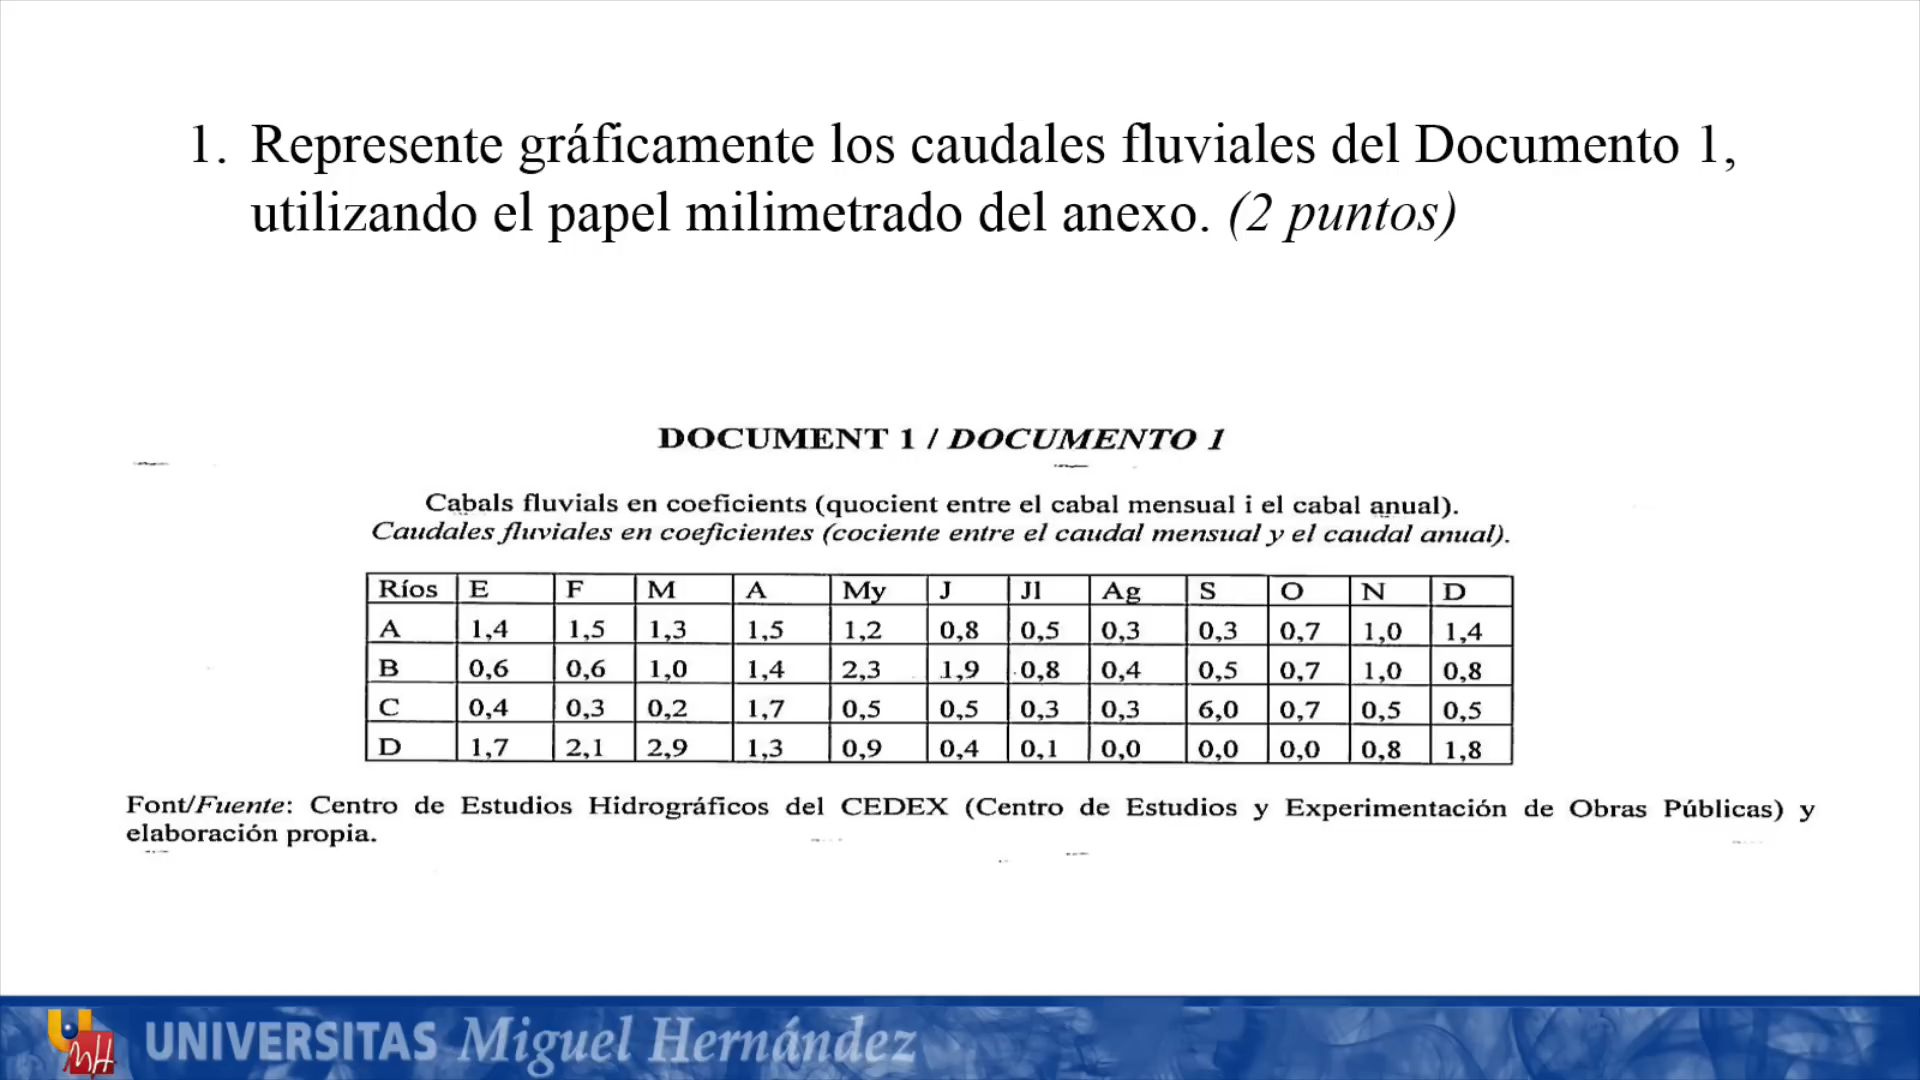 1. Represente gráficamente los caudales fluviales del Documento 1,
utilizando el papel milimetrado del anexo. (2 puntos)
DOCUMENT 1 / DOCUMENTO 1
Cabals fluvials en coeficients (quocient entre el cabal mensual i el cabal anual).
Caudales fluviales en coeficientes (cociente entre el caudal mensual y el caudal anual).
Ríos E F M A My J Jl Ag S O N D
A 1,4 1,5 1,3 1,5 1,2 0,8 0,5 0,3 0,3 0,7 1,0 1,4
B 0,6 0,6 1,0 1,4 2,3 1,9 0,8 0,4 0,5 0,7 1,0 0,8
C 0,4 0,3 0,2 1,7 0,5 0,5 0,3 0,3 6,0 0,7 0,5 0,5
D 1,7 2,1 2,9 1,3 0,9 0,4 0,1 0,0 0,0 0,0 0,8 1,8
Font/Fuente: Centro de Estudios Hidrográficos del CEDEX (Centro de Estudios y Experimentación de Obras Públicas) y
elaboración propia.
UNIVERSITAS Miguel Hernández